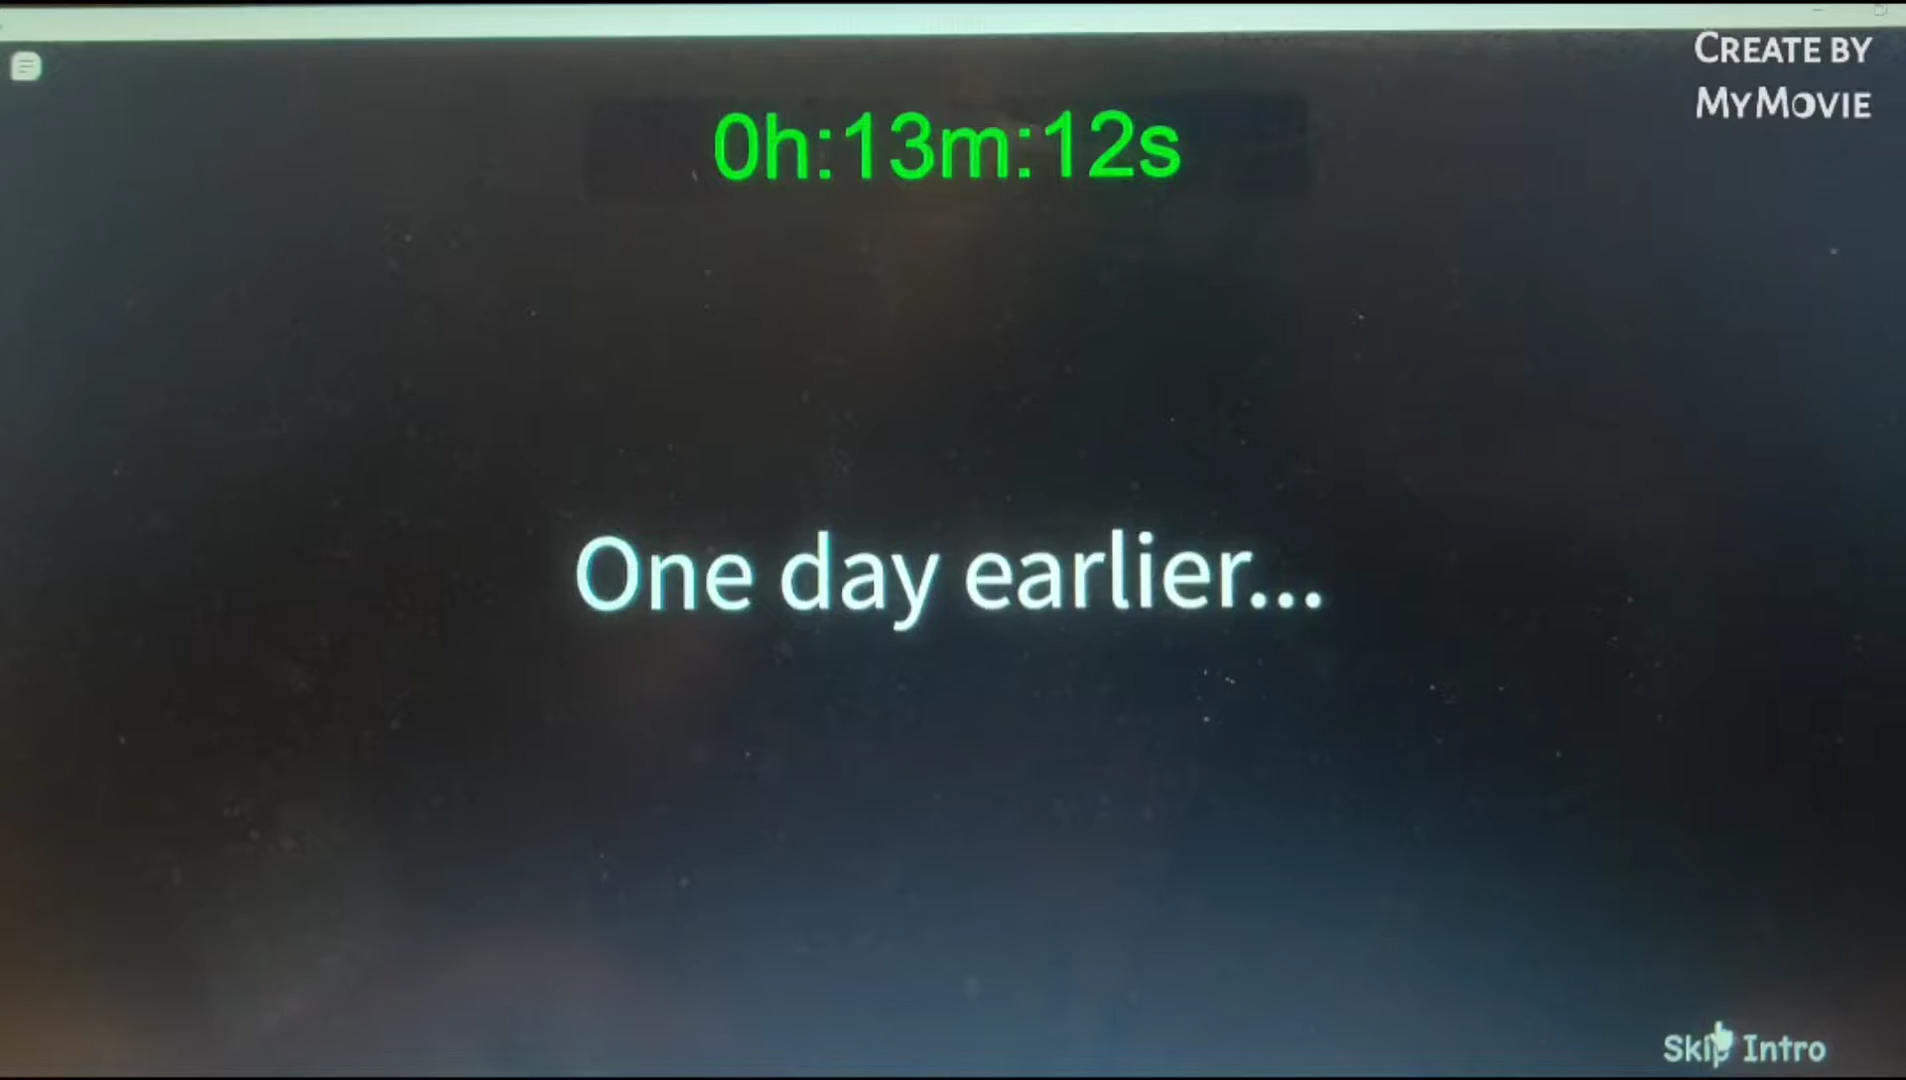 CREATE BY
MYMOVIE
0h:13m:12s
One day earlier...
Skip Intro